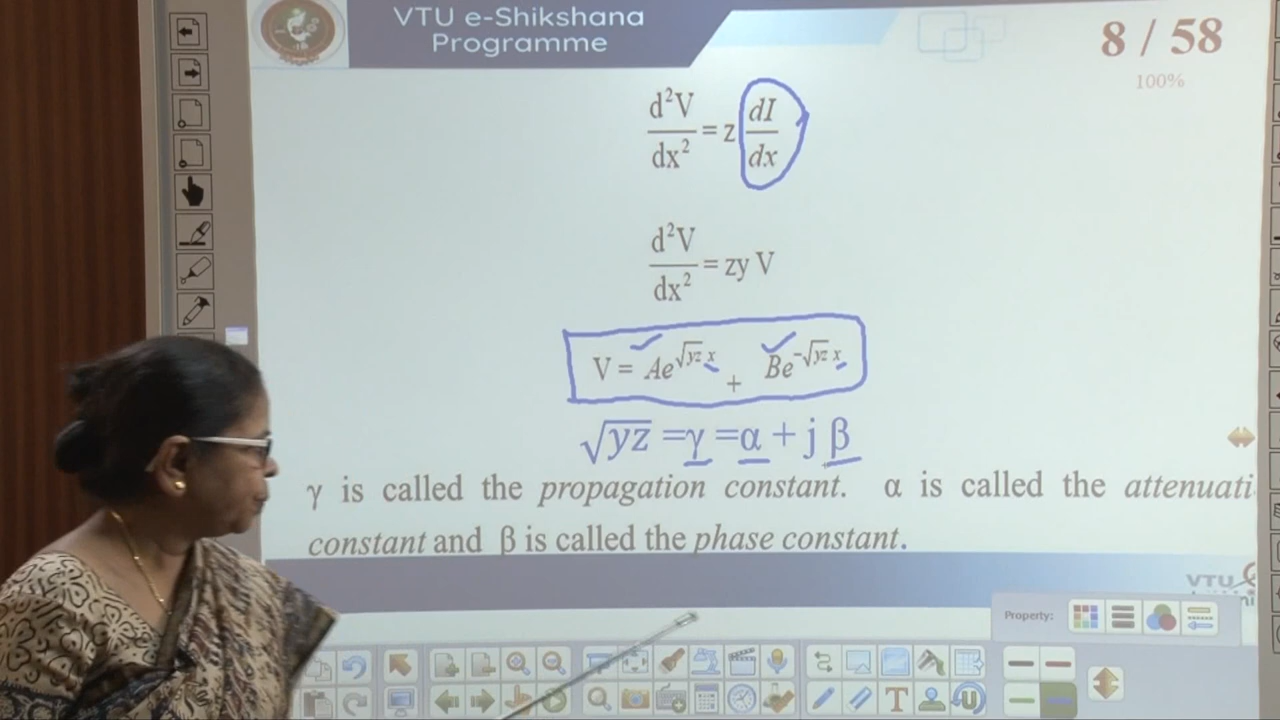 VTU e-Shikshana
Programme
8 / 58
100%
d²V/dx² = z dI/dx
d²V/dx² = zy V
V = Ae^{√yz x} + Be^{-√yz x}
√yz =γ =α + j β
γ is called the propagation constant. α is called the attenuati
constant and β is called the phase constant.
VTU
Property: